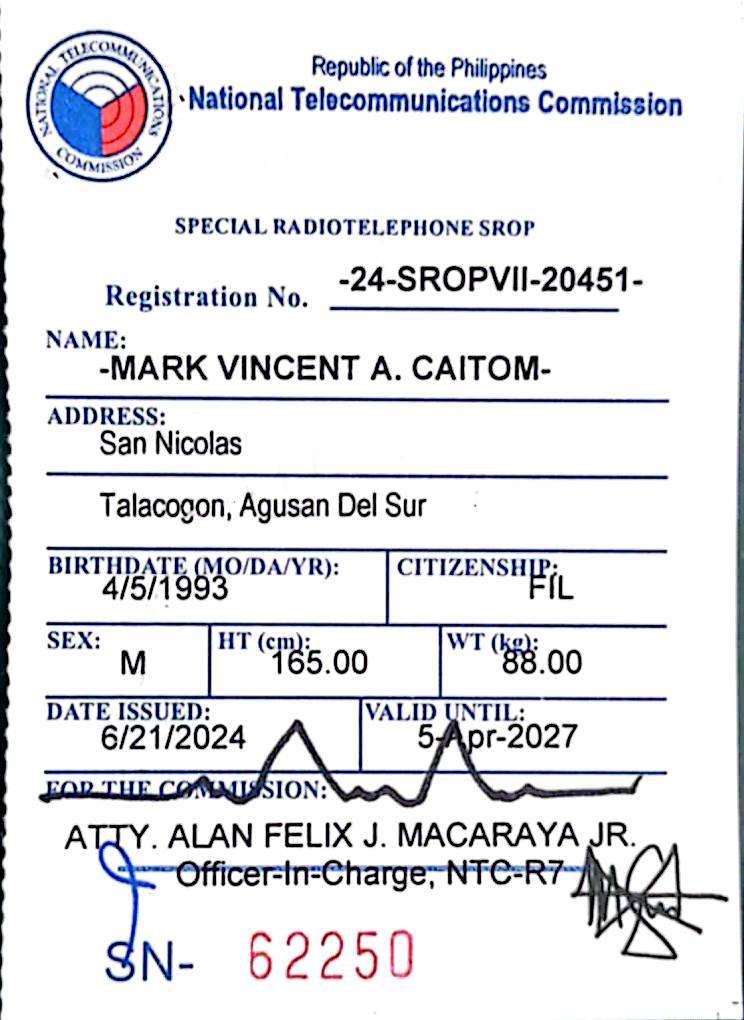 NATIONAL TELECOMMUNICATIONS COMMISSION
Republic of the Philippines
National Telecommunications Commission
SPECIAL RADIOTELEPHONE SROP
Registration No. -24-SROPVII-20451-
NAME:
-MARK VINCENT A. CAITOM-
ADDRESS:
San Nicolas
Talacogon, Agusan Del Sur
BIRTHDATE (MO/DA/YR): CITIZENSHIP:
4/5/1993 FIL
SEX: HT (cm): WT (kg):
M 165.00 88.00
DATE ISSUED: VALID UNTIL:
6/21/2024 5-Apr-2027
FOR THE COMMISSION:
ATTY. ALAN FELIX J. MACARAYA JR.
Officer-In-Charge, NTC-R7
SN- 62250